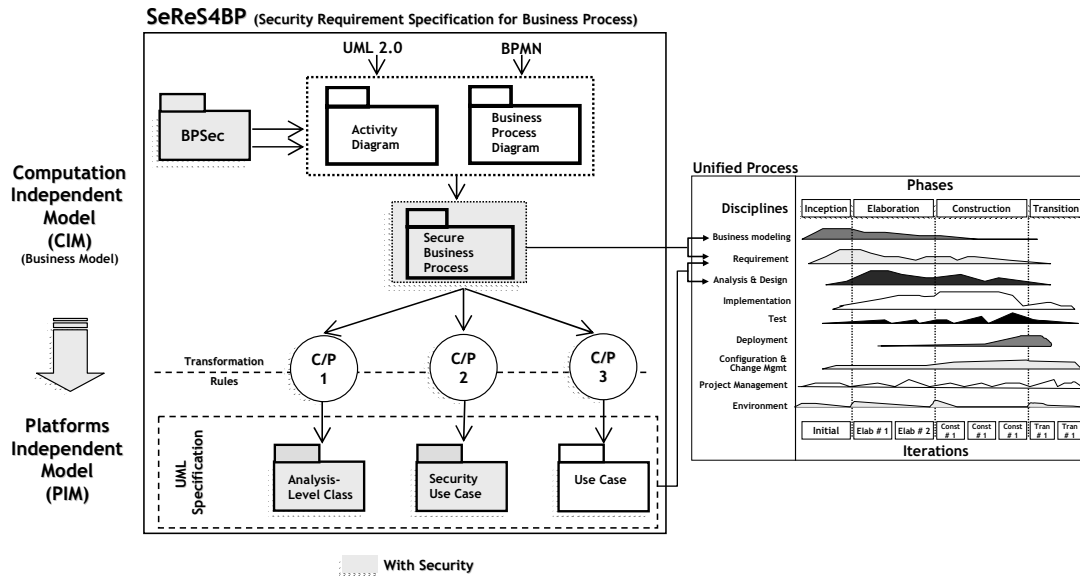 SeReS4BP (Security Requirement Specification for Business Process)
UML 2.0
BPMN
BPSec
Activity
Diagram
Business
Process
Diagram
Computation
Independent
Model
(CIM)
(Business Model)
Secure
Business
Process
Transformation
Rules
C/P
1
C/P
2
C/P
3
Platforms
Independent
Model
(PIM)
UML
Specification
Analysis-
Level Class
Security
Use Case
Use Case
With Security
Unified Process
Phases
Disciplines
Inception
Elaboration
Construction
Transition
Business modeling
Requirement
Analysis & Design
Implementation
Test
Deployment
Configuration &
Change Mgmt
Project Management
Environment
Initial
Elab # 1
Elab # 2
Const
# 1
Const
# 1
Const
# 1
Tran
# 1
Tran
# 1
Iterations